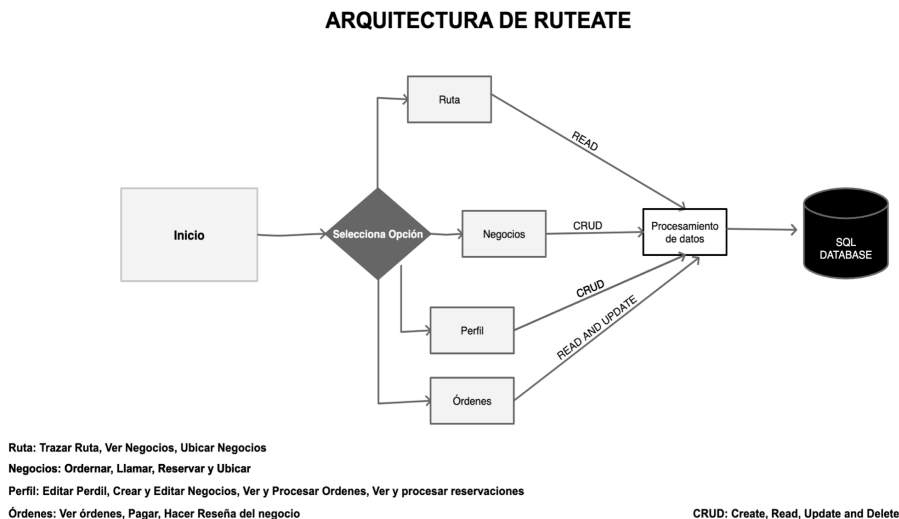 ARQUITECTURA DE RUTEATE
Ruta
READ
Inicio
Selecciona Opción
Negocios
CRUD
Procesamiento
de datos
SQL
DATABASE
Perfil
CRUD
Órdenes
READ AND UPDATE
Ruta: Trazar Ruta, Ver Negocios, Ubicar Negocios
Negocios: Ordernar, Llamar, Reservar y Ubicar
Perfil: Editar Perdil, Crear y Editar Negocios, Ver y Procesar Ordenes, Ver y procesar reservaciones
Órdenes: Ver órdenes, Pagar, Hacer Reseña del negocio
CRUD: Create, Read, Update and Delete